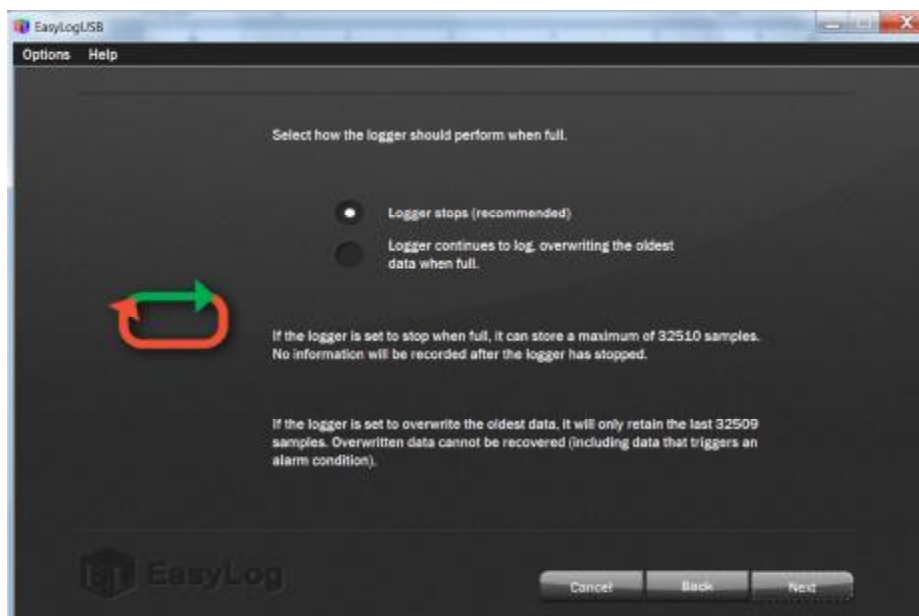 EasyLogUSB
Options Help
Select how the logger should perform when full.
Logger stops (recommended)
Logger continues to log, overwriting the oldest
data when full.
If the logger is set to stop when full, it can store a maximum of 32510 samples.
No information will be recorded after the logger has stopped.
If the logger is set to overwrite the oldest data, it will only retain the last 32509
samples. Overwritten data cannot be recovered (including data that triggers an
alarm condition).
EasyLog
Cancel Back Next